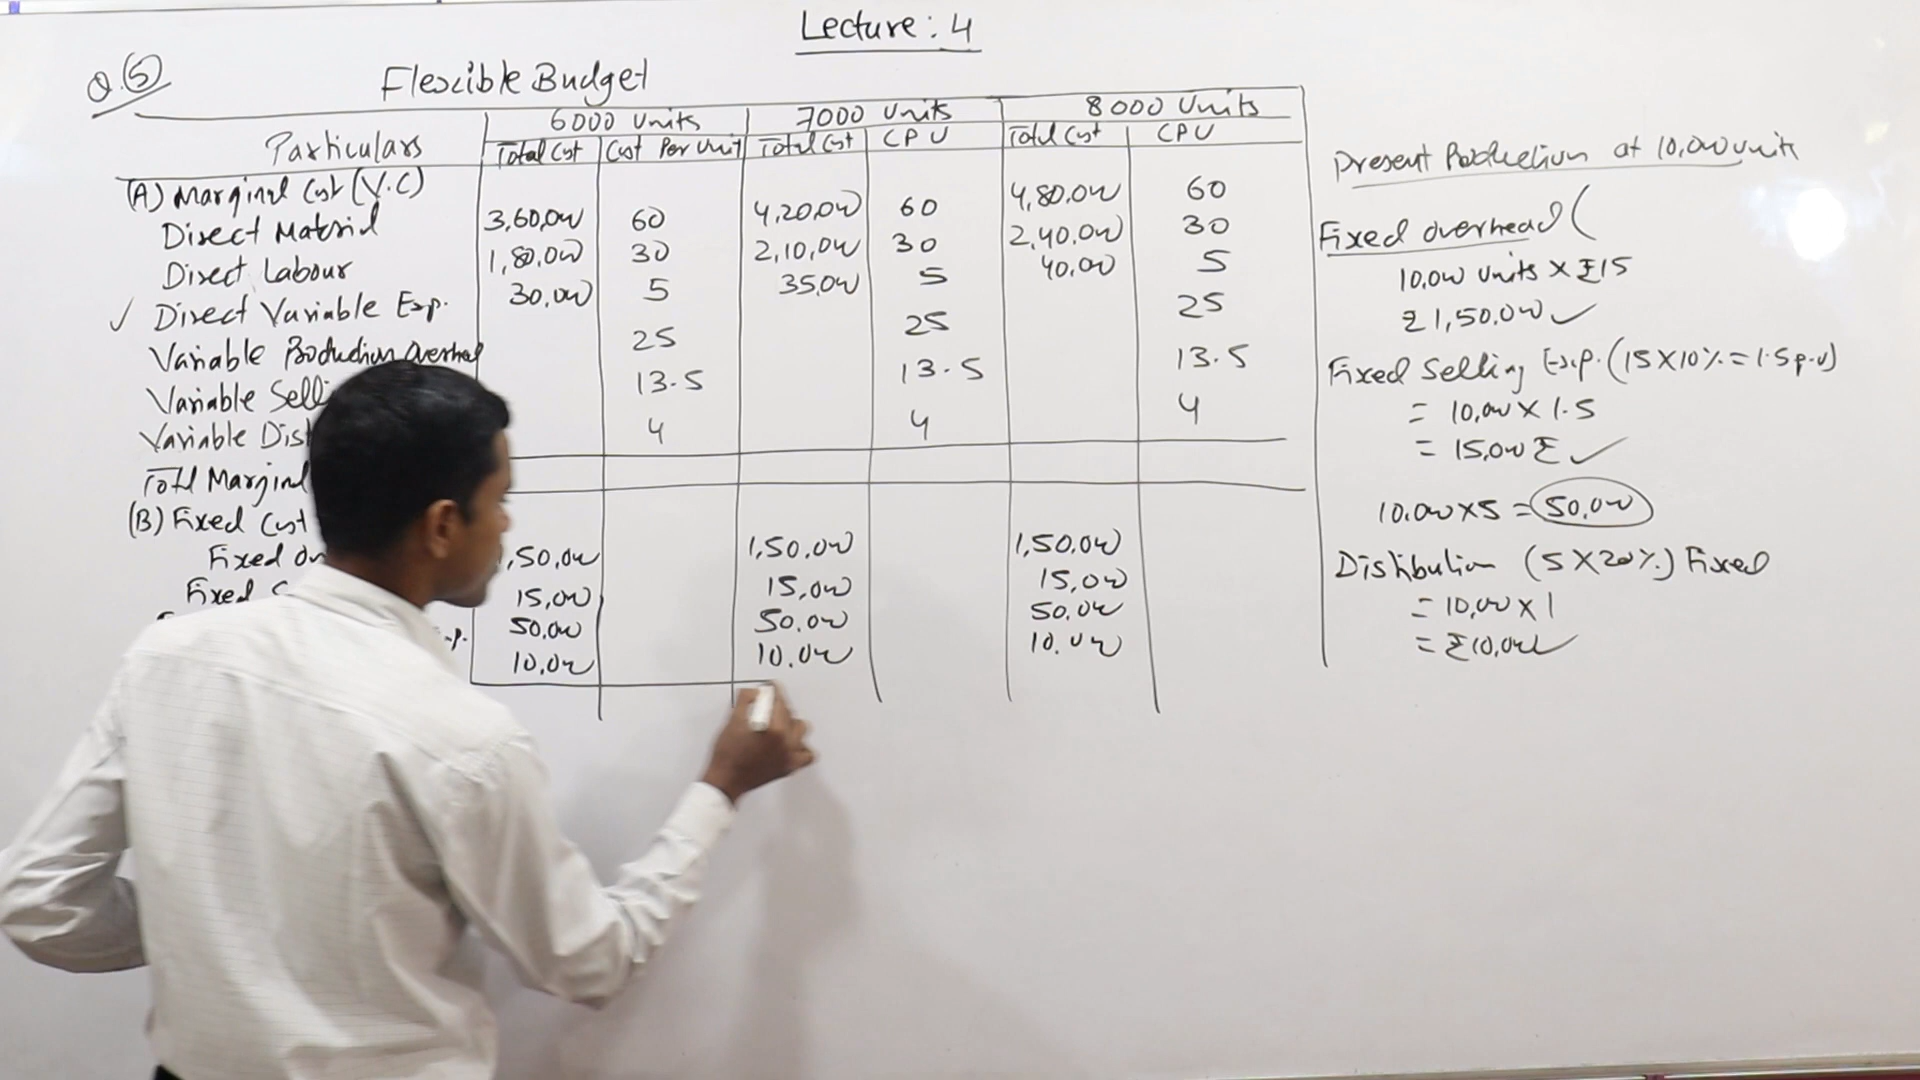 Lecture : 4
Q.(5)
Flexible Budget
Particulars | 6000 Units | 7000 Units | 8000 Units
Total Cost | Cost Per Unit | Total Cost | CPU | Total Cost | CPU
(A) Marginal Cost (V.C)
Direct Material 3,60,000 60 4,20,000 60 4,80,000 60
Direct Labour 1,80,000 30 2,10,000 30 2,40,000 30
✓ Direct Variable Exp. 30,000 5 35,000 5 40,000 5
Variable Production Overhead 25 25 25
Variable Selli 13.5 13.5 13.5
Variable Dist 4 4 4
Total Marginal
(B) Fixed Cost
Fixed Ov ,50,000 1,50,000 1,50,000
Fixed 15,000 15,000 15,000
p. 50,000 50,000 50,000
10,000 10,000 10,000
Present Production at 10,000 units
Fixed overhead (
10,000 units × ₹15
₹1,50,000 ✓
Fixed Selling Exp. (15 × 10% = 1.5 p.u)
= 10,000 × 1.5
= 15,000 ₹ ✓
10,000 × 5 = 50,000
Distribution (5 × 20%) Fixed
= 10,000 × 1
= ₹10,000 ✓